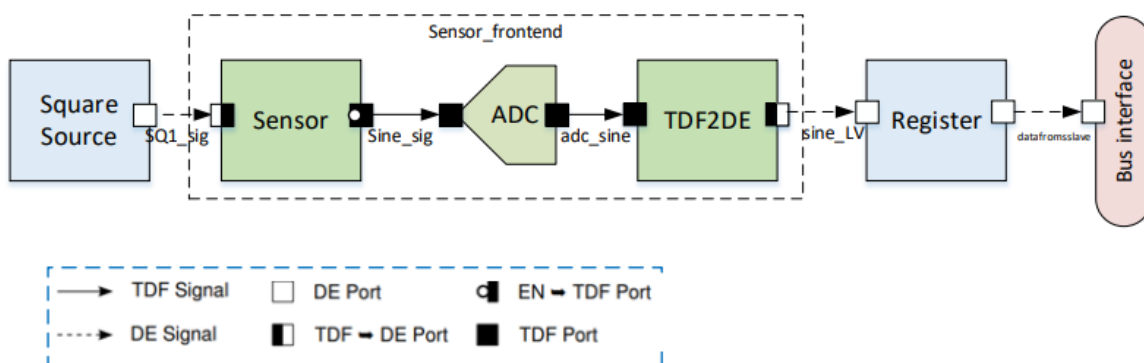 Sensor_frontend
Square
Source
SQ1_sig
Sensor
Sine_sig
ADC
adc_sine
TDF2DE
sine_LV
Register
datafromsslave
Bus interface
TDF Signal
DE Port
EN ➡ TDF Port
DE Signal
TDF ➡ DE Port
TDF Port